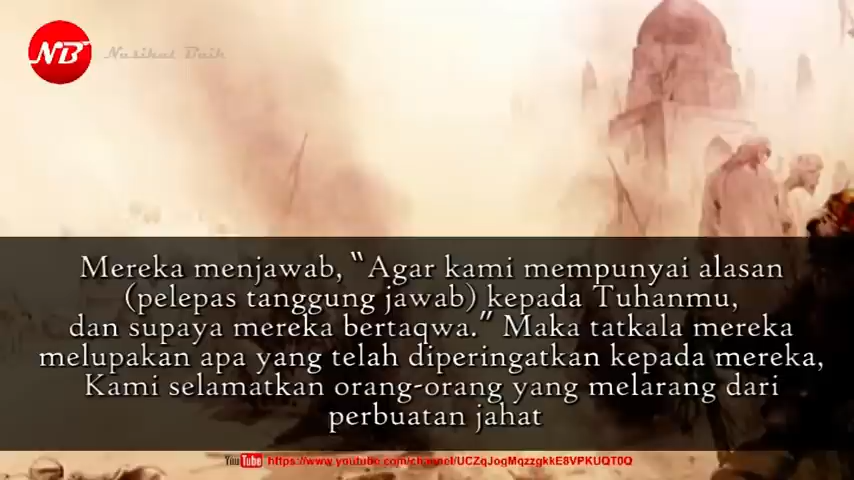 NB Nasihat Baik
Mereka menjawab, “Agar kami mempunyai alasan
(pelepas tanggung jawab) kepada Tuhanmu,
dan supaya mereka bertaqwa.” Maka tatkala mereka
melupakan apa yang telah diperingatkan kepada mereka,
Kami selamatkan orang-orang yang melarang dari
perbuatan jahat
YouTube https://www.youtube.com/channel/UCZqJogMqzzgkkE8VPKUQT0Q